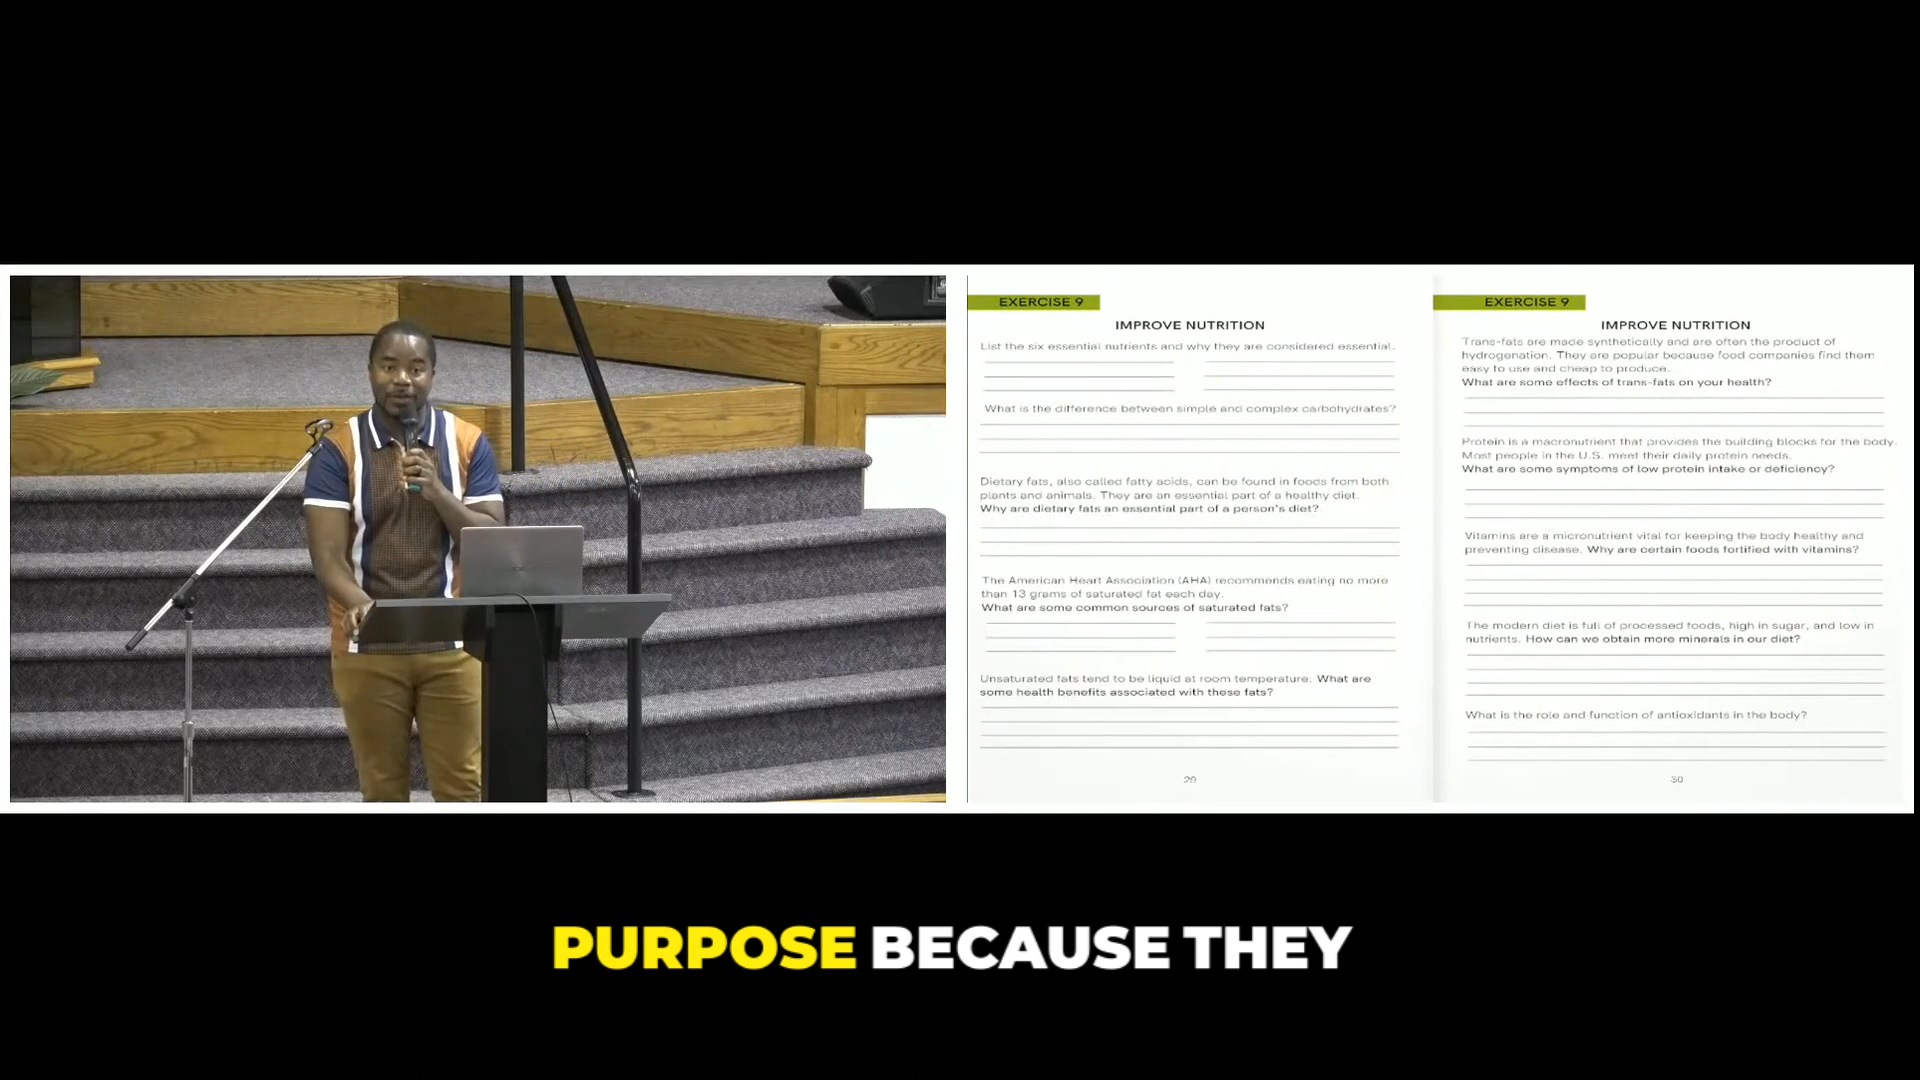 EXERCISE 9
IMPROVE NUTRITION
List the six essential nutrients and why they are considered essential.
What is the difference between simple and complex carbohydrates?
Dietary fats, also called fatty acids, can be found in foods from both
plants and animals. They are an essential part of a healthy diet.
Why are dietary fats an essential part of a person's diet?
The American Heart Association (AHA) recommends eating no more
than 13 grams of saturated fat each day.
What are some common sources of saturated fats?
Unsaturated fats tend to be liquid at room temperature. What are
some health benefits associated with these fats?
29
EXERCISE 9
IMPROVE NUTRITION
Trans-fats are made synthetically and are often the product of
hydrogenation. They are popular because food companies find them
easy to use and cheap to produce.
What are some effects of trans-fats on your health?
Protein is a macronutrient that provides the building blocks for the body.
Most people in the U.S. meet their daily protein needs.
What are some symptoms of low protein intake or deficiency?
Vitamins are a micronutrient vital for keeping the body healthy and
preventing disease. Why are certain foods fortified with vitamins?
The modern diet is full of processed foods, high in sugar, and low in
nutrients. How can we obtain more minerals in our diet?
What is the role and function of antioxidants in the body?
30
PURPOSE BECAUSE THEY